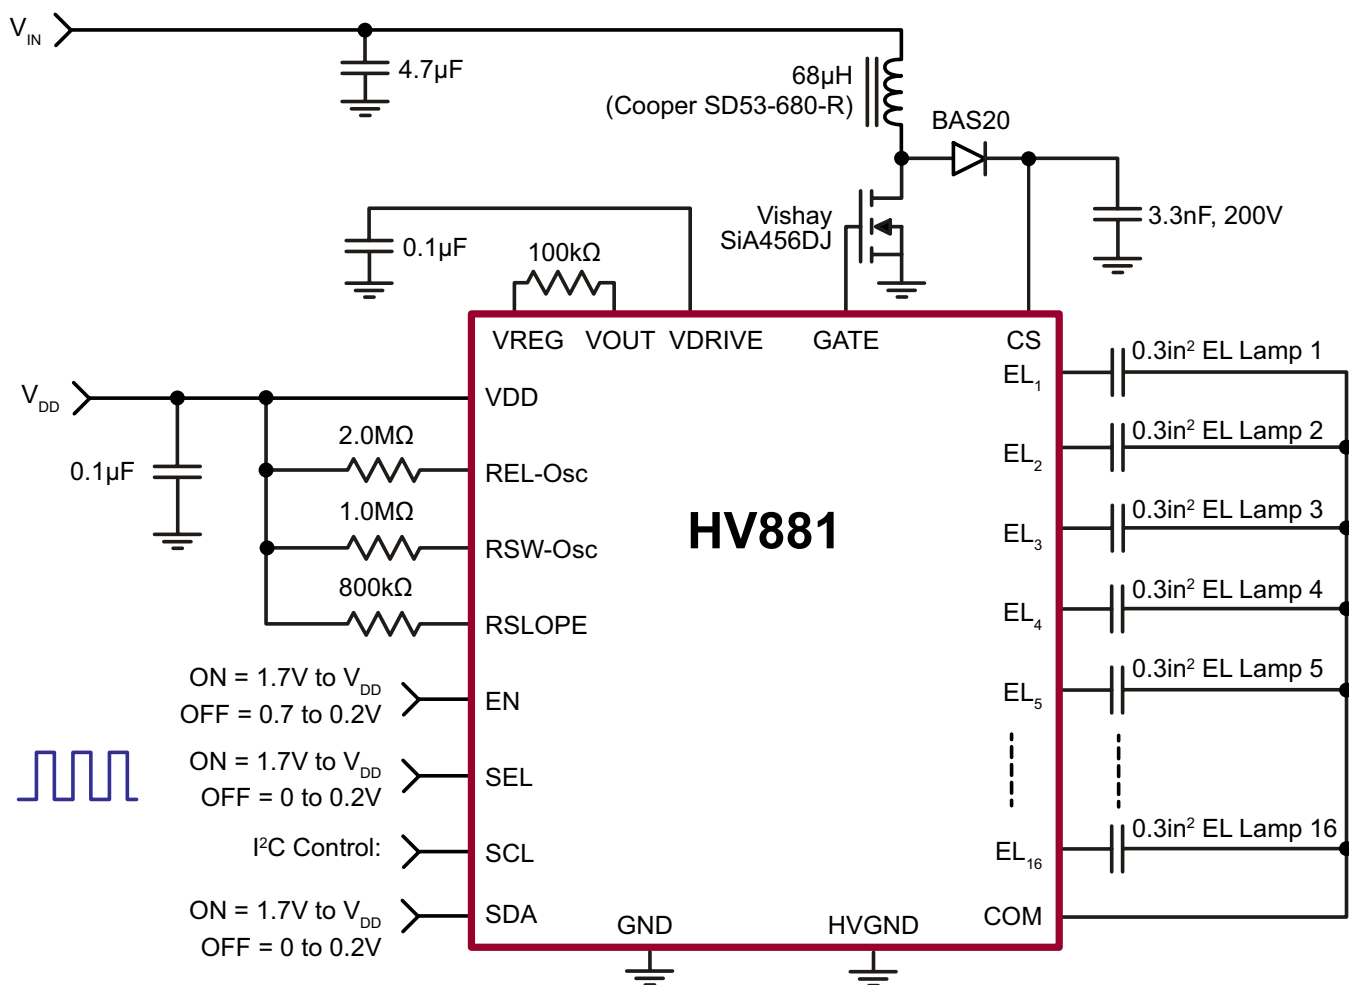 V_IN
4.7µF
68µH
(Cooper SD53-680-R)
BAS20
Vishay
SiA456DJ
3.3nF, 200V
0.1µF
100kΩ
VREG VOUT VDRIVE GATE CS
V_DD
VDD
0.1µF
2.0MΩ
REL-Osc
1.0MΩ
RSW-Osc
800kΩ
RSLOPE
ON = 1.7V to V_DD
OFF = 0.7 to 0.2V
EN
ON = 1.7V to V_DD
OFF = 0 to 0.2V
SEL
I²C Control:
SCL
ON = 1.7V to V_DD
OFF = 0 to 0.2V
SDA
HV881
GND
HVGND
EL₁
0.3in² EL Lamp 1
EL₂
0.3in² EL Lamp 2
EL₃
0.3in² EL Lamp 3
EL₄
0.3in² EL Lamp 4
EL₅
0.3in² EL Lamp 5
EL₁₆
0.3in² EL Lamp 16
COM